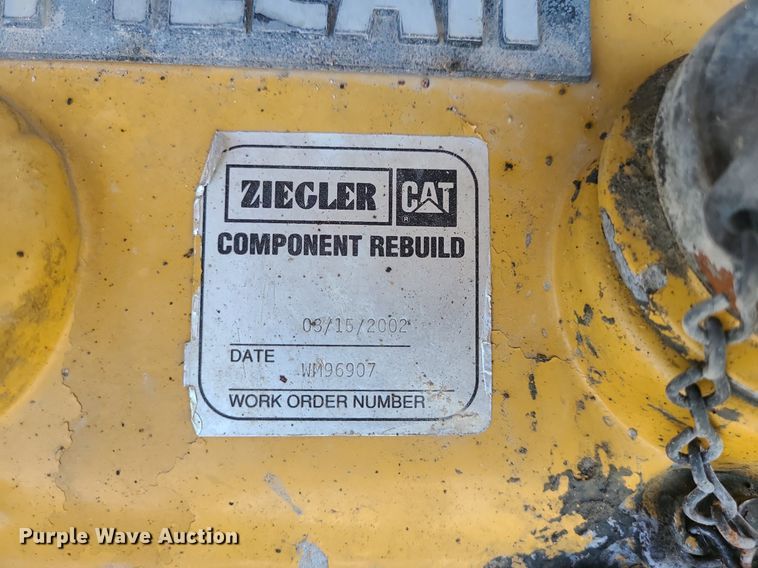 ZIEGLER CAT
COMPONENT REBUILD
03/15/2002
DATE
WM96907
WORK ORDER NUMBER
Purple Wave Auction